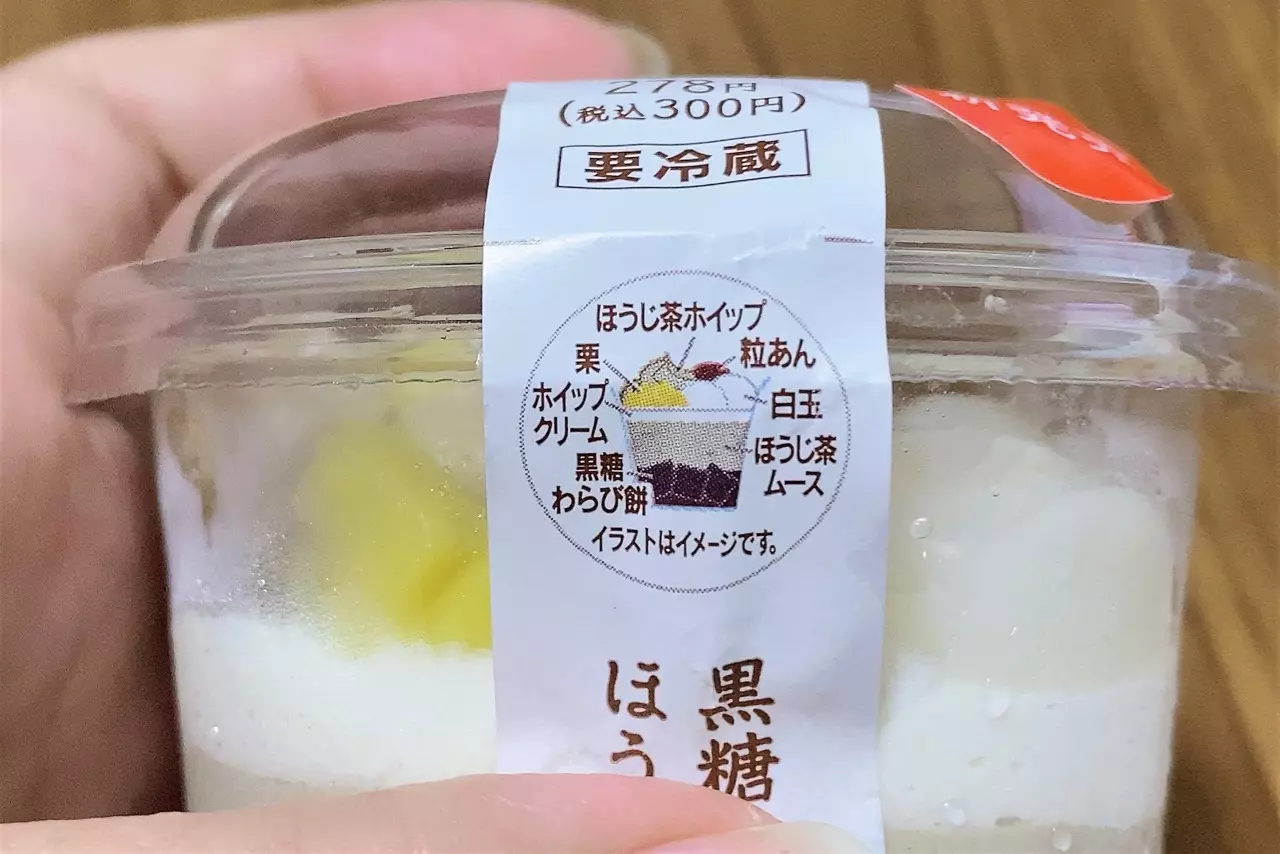 278円
(税込300円)
要冷蔵
新発売
ほうじ茶ホイップ
栗
粒あん
ホイップ
クリーム
白玉
黒糖
わらび餅
ほうじ茶
ムース
イラストはイメージです。
黒糖
ほう